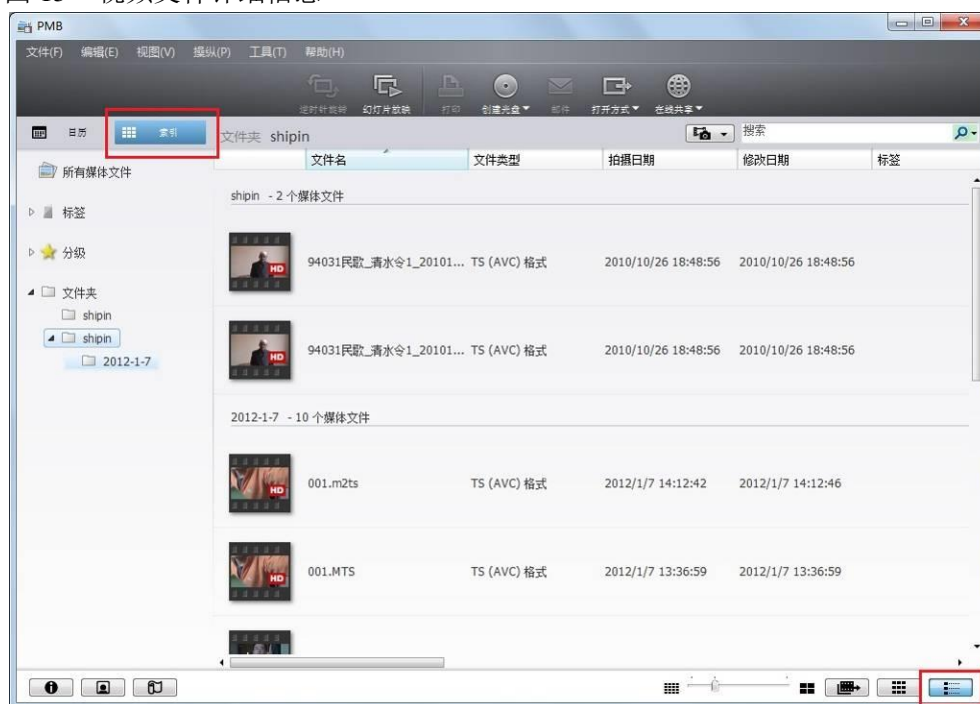 PMB
文件(F) 编辑(E) 视图(V) 操纵(P) 工具(T) 帮助(H)
逆时针旋转 幻灯片放映 打印 创建光盘 邮件 打开方式 在线共享
日历 索引 文件夹 shipin 搜索
文件名 文件类型 拍摄日期 修改日期 标签
所有媒体文件
标签
分级
文件夹
shipin
shipin
2012-1-7
shipin - 2 个媒体文件
HD 94031民歌_清水令1_20101... TS (AVC) 格式 2010/10/26 18:48:56 2010/10/26 18:48:56
HD 94031民歌_清水令1_20101... TS (AVC) 格式 2010/10/26 18:48:56 2010/10/26 18:48:56
2012-1-7 - 10 个媒体文件
HD 001.m2ts TS (AVC) 格式 2012/1/7 14:12:42 2012/1/7 14:12:46
HD 001.MTS TS (AVC) 格式 2012/1/7 13:36:59 2012/1/7 13:36:59